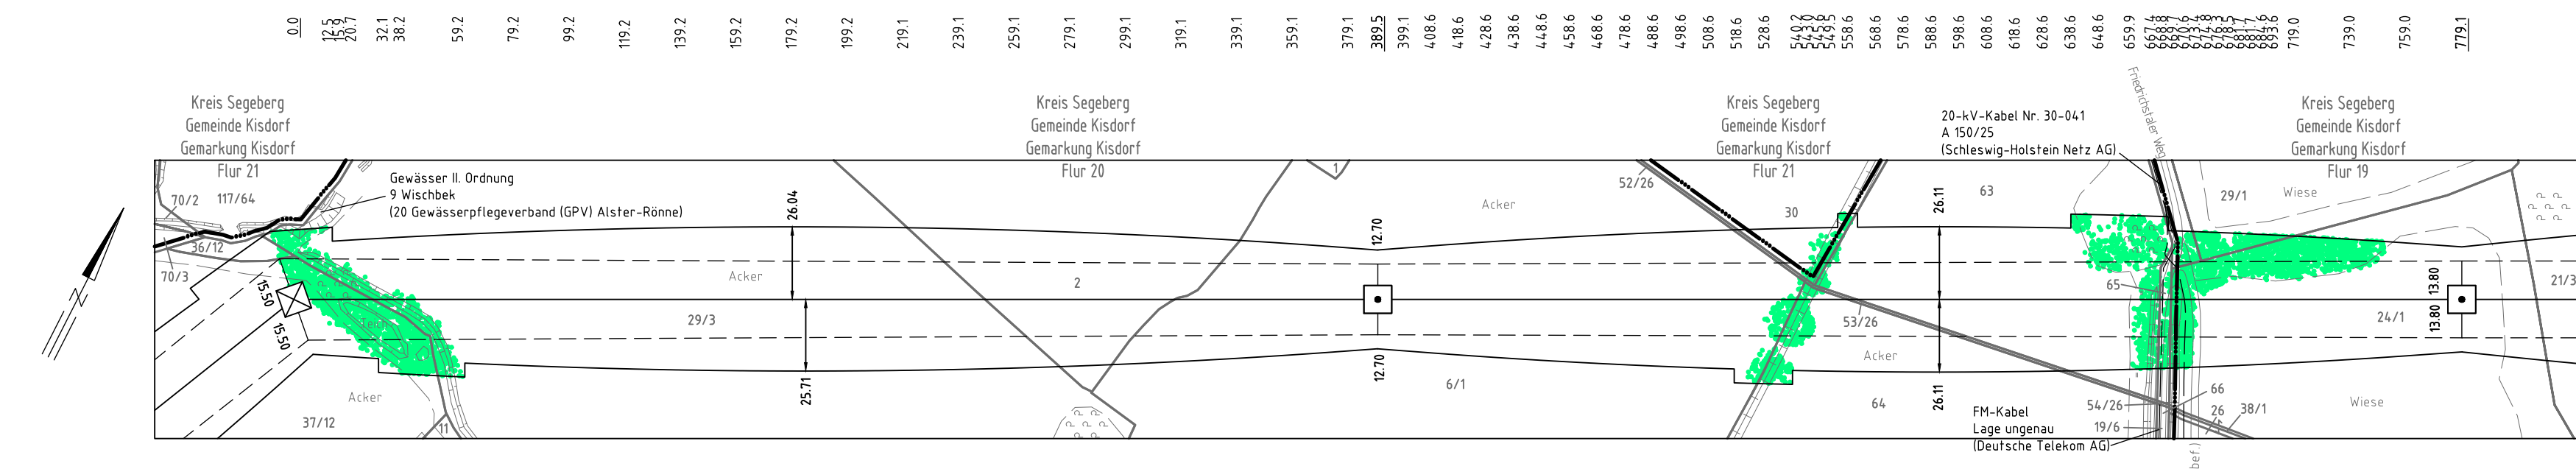 0.0
12.5
15.9
20.7
32.1
38.2
59.2
79.2
99.2
119.2
139.2
159.2
179.2
199.2
219.1
239.1
259.1
279.1
299.1
319.1
339.1
359.1
379.1
389.5
399.1
408.6
418.6
428.6
438.6
448.6
458.6
468.6
478.6
488.6
498.6
508.6
518.6
528.6
540.2
549.5
558.6
568.6
578.6
588.6
598.6
608.6
618.6
628.6
638.6
648.6
659.9
667.4
668.8
693.6
719.0
739.0
759.0
779.1
Kreis Segeberg
Gemeinde Kisdorf
Gemarkung Kisdorf
Flur 21
Kreis Segeberg
Gemeinde Kisdorf
Gemarkung Kisdorf
Flur 20
Kreis Segeberg
Gemeinde Kisdorf
Gemarkung Kisdorf
Flur 21
20-kV-Kabel Nr. 30-041
A 150/25
(Schleswig-Holstein Netz AG)
Friedrichstaler Weg
Kreis Segeberg
Gemeinde Kisdorf
Gemarkung Kisdorf
Flur 19
Gewässer II. Ordnung
9 Wischbek
(20 Gewässerpflegeverband (GPV) Alster-Rönne)
70/2
117/64
36/12
70/3
15.50
15.50
Teich
Acker
37/12
11
26.04
25.71
Acker
29/3
2
1
12.70
12.70
Acker
6/1
52/26
30
53/26
Acker
64
26.11
26.11
63
65
29/1
Wiese
24/1
13.80
13.80
21/3
Wiese
FM-Kabel
Lage ungenau
(Deutsche Telekom AG)
54/26
19/6
66
26
38/1
bef.